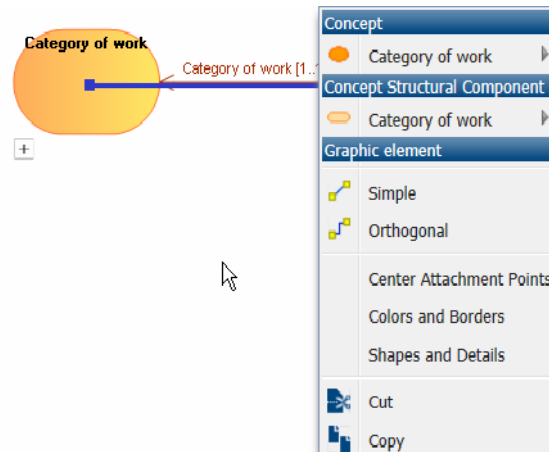 Category of work
Category of work [1..
Concept
Category of work
Concept Structural Component
Category of work
Graphic element
Simple
Orthogonal
Center Attachment Points
Colors and Borders
Shapes and Details
Cut
Copy